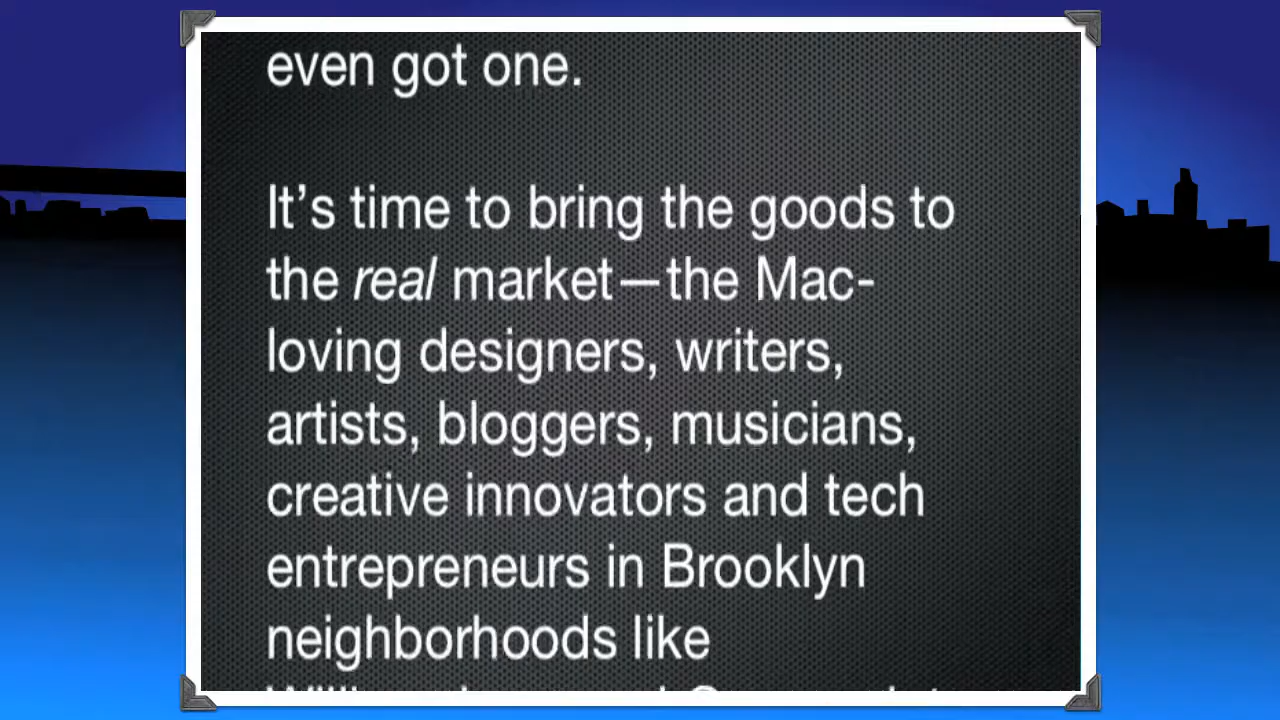 even got one.
It’s time to bring the goods to
the real market—the Mac-
loving designers, writers,
artists, bloggers, musicians,
creative innovators and tech
entrepreneurs in Brooklyn
neighborhoods like